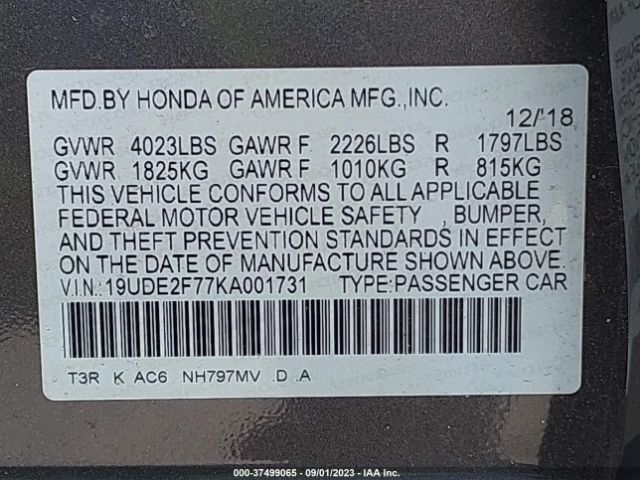 MFD.BY HONDA OF AMERICA MFG.,INC.
12/'18
GVWR 4023LBS GAWR F 2226LBS R 1797LBS
GVWR 1825KG GAWR F 1010KG R 815KG
THIS VEHICLE CONFORMS TO ALL APPLICABLE
FEDERAL MOTOR VEHICLE SAFETY , BUMPER,
AND THEFT PREVENTION STANDARDS IN EFFECT
ON THE DATE OF MANUFACTURE SHOWN ABOVE.
V.I.N.:19UDE2F77KA001731 TYPE:PASSENGER CAR
T3R K AC6 NH797MV .D .A
000-37499065 - 09/01/2023 - IAA Inc.